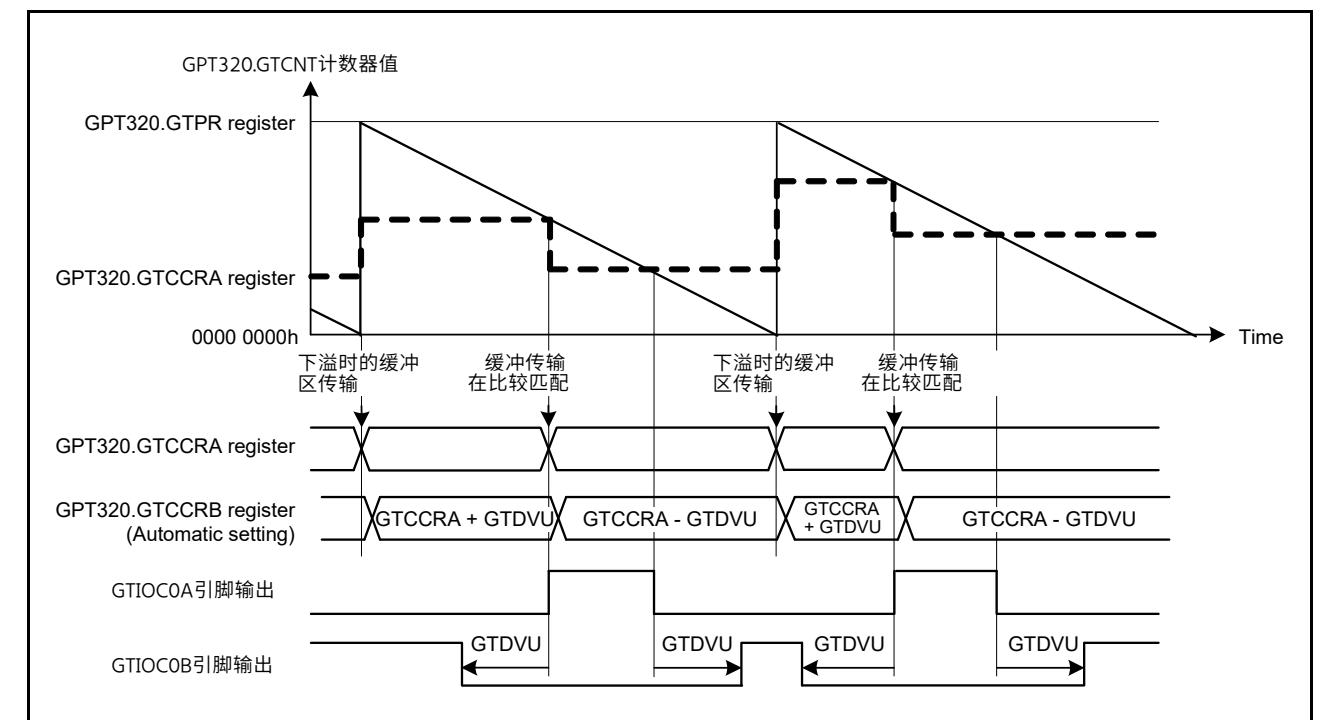 GPT320.GTCNT计数器值
GPT320.GTPR register
GPT320.GTCCRA register
0000 0000h
Time
下溢时的缓冲
区传输
缓冲传输
在比较匹配
下溢时的缓冲
区传输
缓冲传输
在比较匹配
GPT320.GTCCRA register
GPT320.GTCCRB register
(Automatic setting)
GTCCRA + GTDVU
GTCCRA - GTDVU
GTCCRA
+ GTDVU
GTCCRA - GTDVU
GTIOC0A引脚输出
GTIOC0B引脚输出
GTDVU
GTDVU
GTDVU
GTDVU